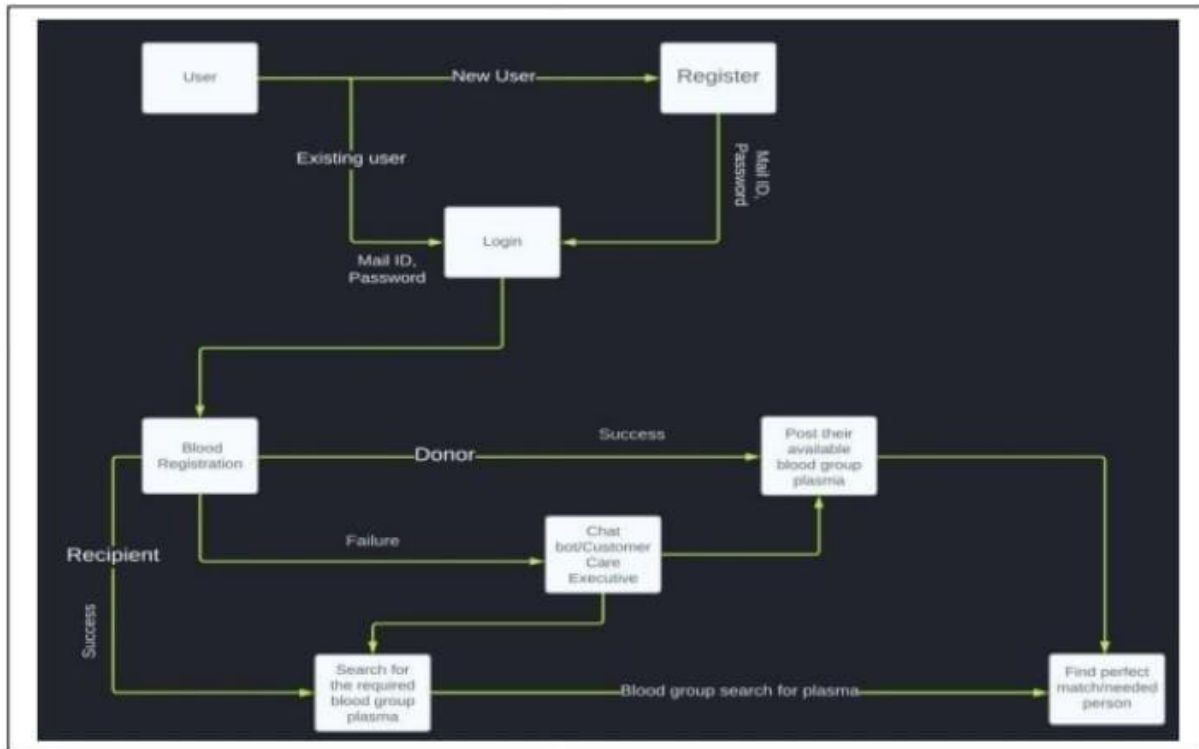 User
New User
Register
Existing user
Mail ID,
Password
Login
Mail ID,
Password
Blood
Registration
Donor
Success
Post their
available
blood group
plasma
Failure
Chat
bot/Customer
Care
Executive
Recipient
Success
Search for
the required
blood group
plasma
Blood group search for plasma
Find perfect
match/needed
person